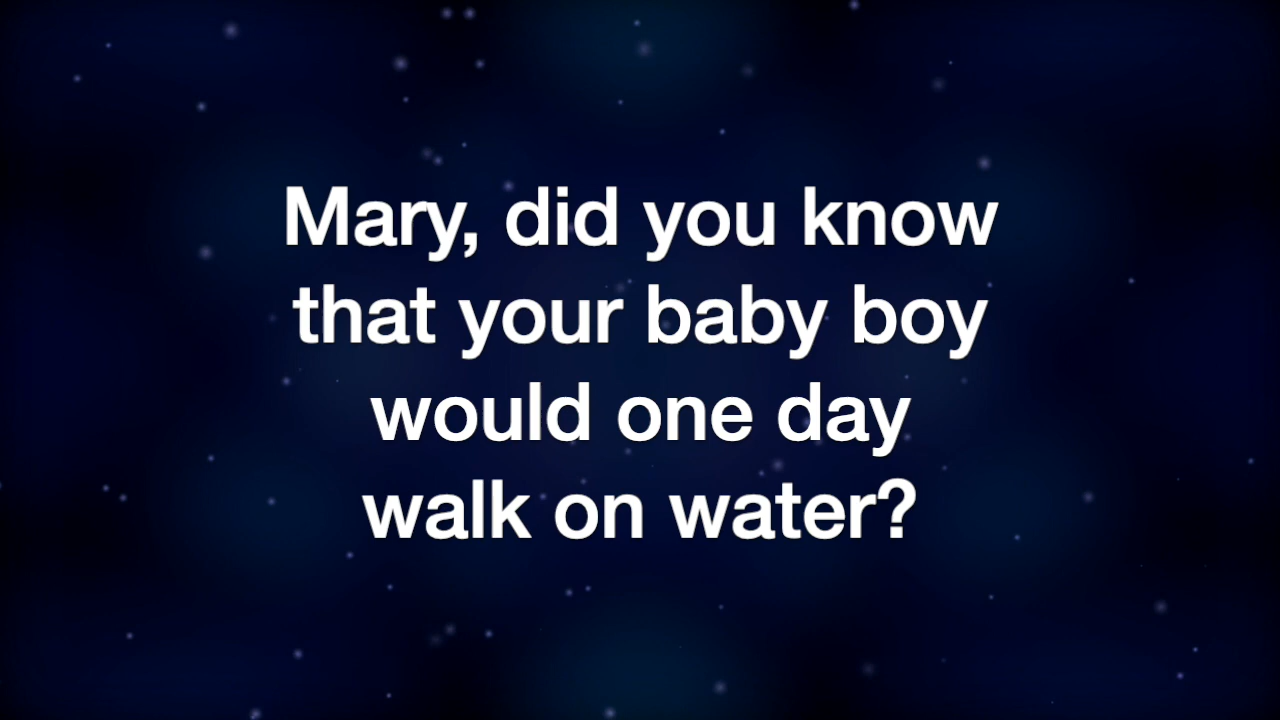 Mary, did you know
that your baby boy
would one day
walk on water?